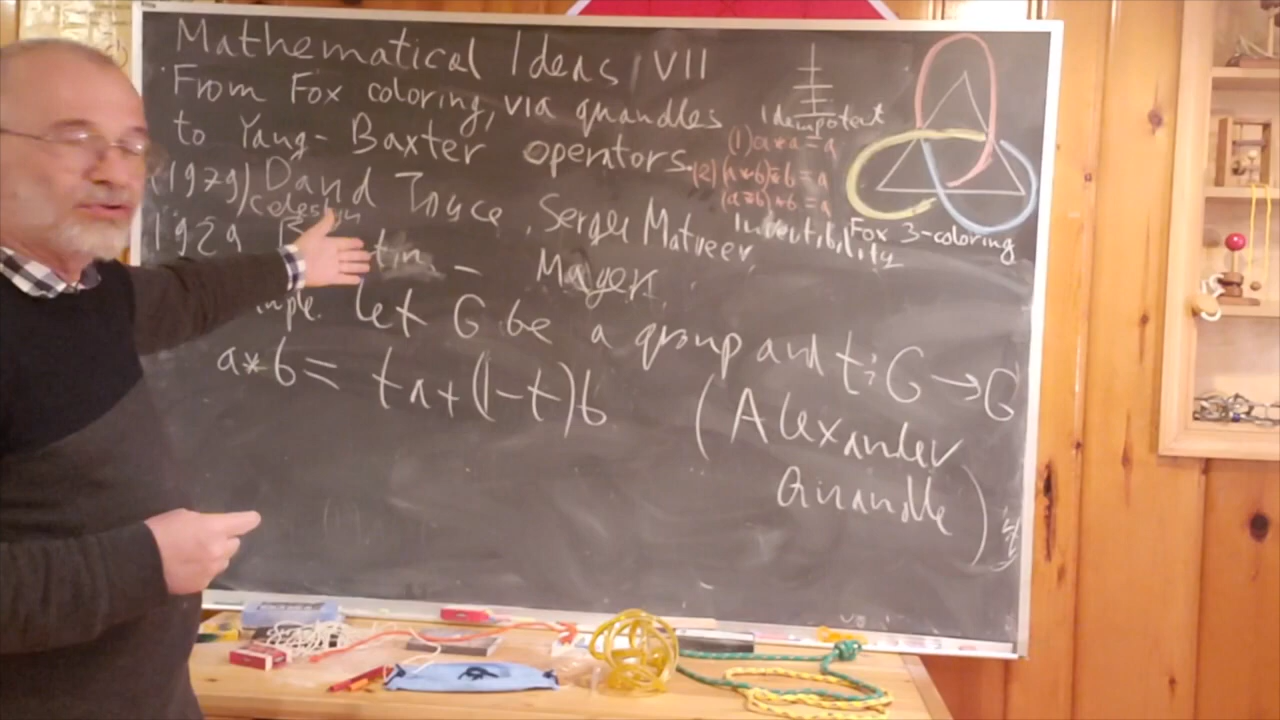 Mathematical Ideas VII
From Fox coloring, via quandles
to Yang-Baxter operators.
(1979) David Joyce, Sergei Matveev,
1929 - Mayer
let G be a group and t: G → G
a*b = ta+(1-t)b
(Alexander
Quandle)
Idempotent
(1) a*a = a
(2) (a*b)*̄b = a
(a*̄b)*b = a
Invertibility
Fox 3-coloring